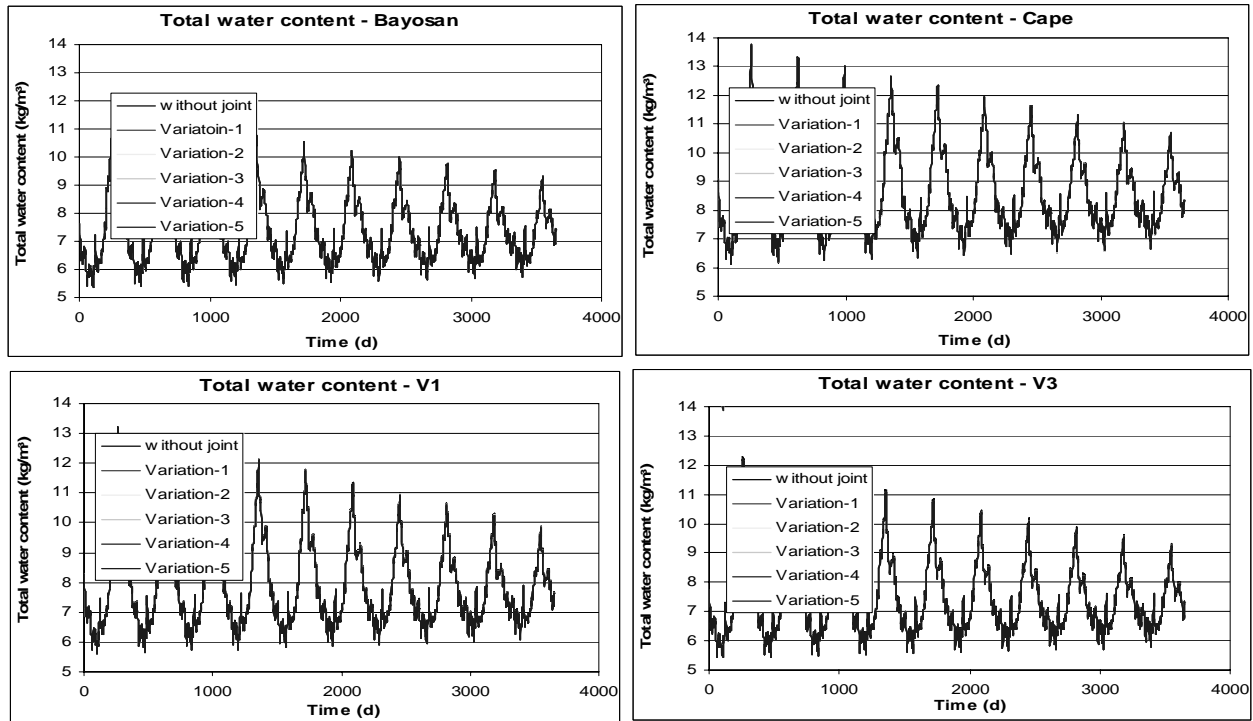 Total water content - Bayosan
Total water content (kg/m³)
14
13
12
11
10
9
8
7
6
5
without joint
Variatoin-1
Variation-2
Variation-3
Variation-4
Variation-5
0
1000
2000
3000
4000
Time (d)
Total water content - Cape
Total water content (kg/m³)
14
13
12
11
10
9
8
7
6
5
without joint
Variation-1
Variation-2
Variation-3
Variation-4
Variation-5
0
1000
2000
3000
4000
Time (d)
Total water content - V1
Total water content (kg/m³)
14
13
12
11
10
9
8
7
6
5
without joint
Variation-1
Variation-2
Variation-3
Variation-4
Variation-5
0
1000
2000
3000
4000
Time (d)
Total water content - V3
Total water content (kg/m³)
14
13
12
11
10
9
8
7
6
5
without joint
Variation-1
Variation-2
Variation-3
Variation-4
Variation-5
0
1000
2000
3000
4000
Time (d)